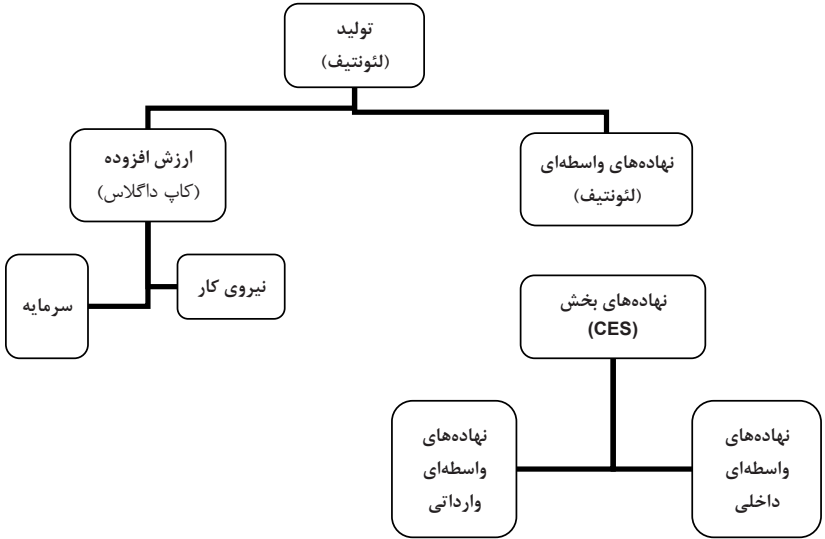 تولید
(لئونتیف)
ارزش افزوده
(کاپ داگلاس)
نهاده‌های واسطه‌ای
(لئونتیف)
نیروی کار
سرمایه
نهاده‌های بخش
(CES)
نهاده‌های
واسطه‌ای
داخلی
نهاده‌های
واسطه‌ای
وارداتی